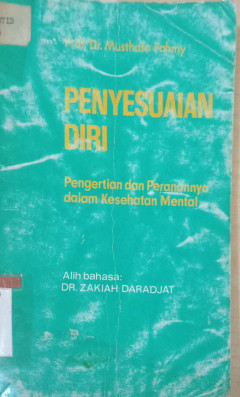 Prof. Dr. Musthafa Fahmy
PENYESUAIAN
DIRI
Pengertian dan Peranannya
dalam Kesehatan Mental
Alih bahasa:
DR. ZAKIAH DARADJAT